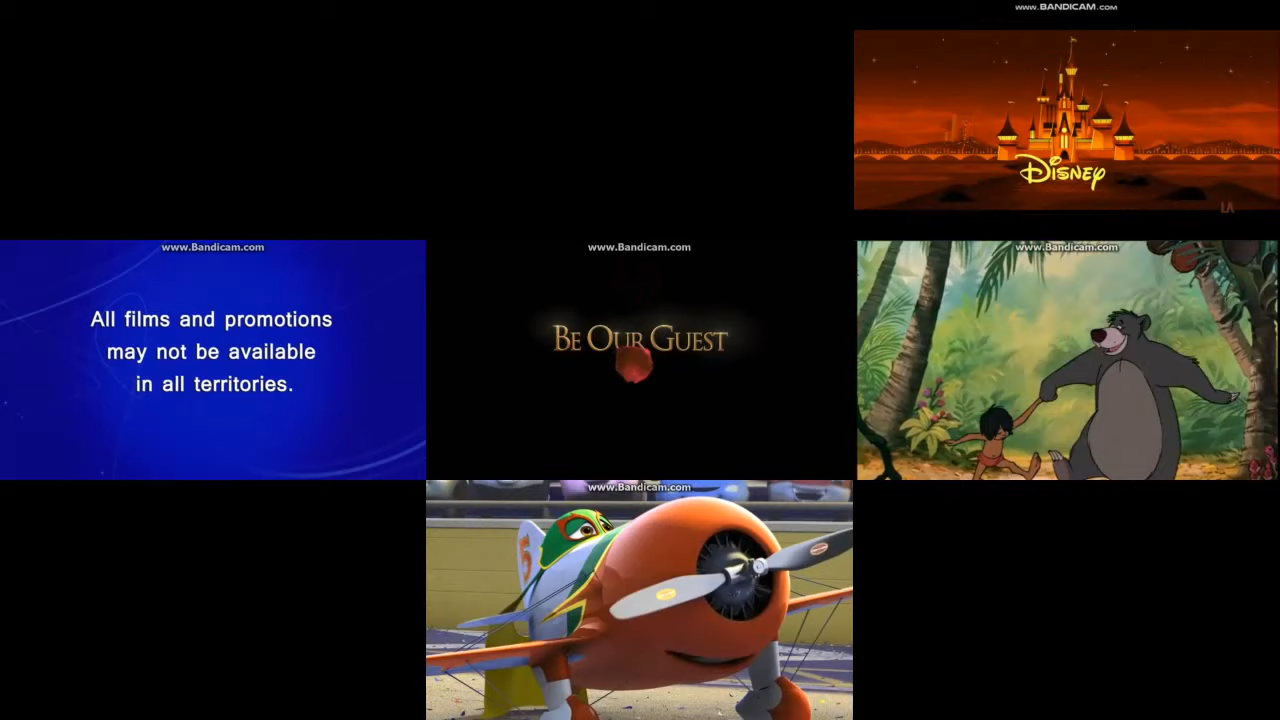 www.BANDICAM.COM
DISNEY
LA
www.Bandicam.com
All films and promotions
may not be available
in all territories.
www.Bandicam.com
BE OUR GUEST
www.Bandicam.com
www.Bandicam.com
5